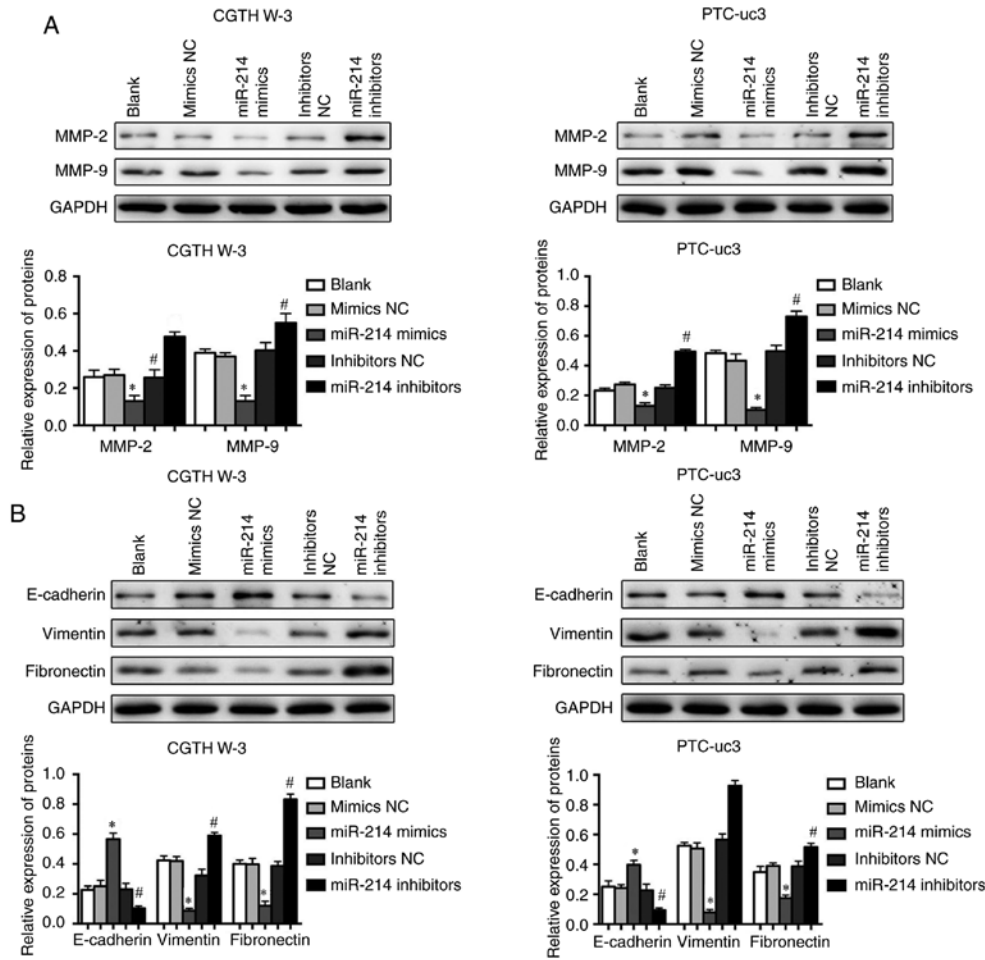 A
CGTH W-3
Blank
Mimics NC
miR-214
mimics
Inhibitors
NC
miR-214
inhibitors
MMP-2
MMP-9
GAPDH
PTC-uc3
Blank
Mimics NC
miR-214
mimics
Inhibitors
NC
miR-214
inhibitors
MMP-2
MMP-9
GAPDH
CGTH W-3
Relative expression of proteins
0.8
0.6
0.4
0.2
0.0
*
#
*
#
MMP-2
MMP-9
Blank
Mimics NC
miR-214 mimics
Inhibitors NC
miR-214 inhibitors
PTC-uc3
Relative expression of proteins
1.0
0.8
0.6
0.4
0.2
0.0
*
#
*
#
MMP-2
MMP-9
Blank
Mimics NC
miR-214 mimics
Inhibitors NC
miR-214 inhibitors
B
CGTH W-3
Blank
Mimics NC
miR-214
mimics
Inhibitors
NC
miR-214
inhibitors
E-cadherin
Vimentin
Fibronectin
GAPDH
PTC-uc3
Blank
Mimics NC
miR-214
mimics
Inhibitors
NC
miR-214
inhibitors
E-cadherin
Vimentin
Fibronectin
GAPDH
CGTH W-3
Relative expression of proteins
1.0
0.8
0.6
0.4
0.2
0.0
*
#
*
#
*
#
E-cadherin
Vimentin
Fibronectin
Blank
Mimics NC
miR-214 mimics
Inhibitors NC
miR-214 inhibitors
PTC-uc3
Relative expression of proteins
1.0
0.8
0.6
0.4
0.2
0.0
*
#
*
*
#
E-cadherin
Vimentin
Fibronectin
Blank
Mimics NC
miR-214 mimics
Inhibitors NC
miR-214 inhibitors